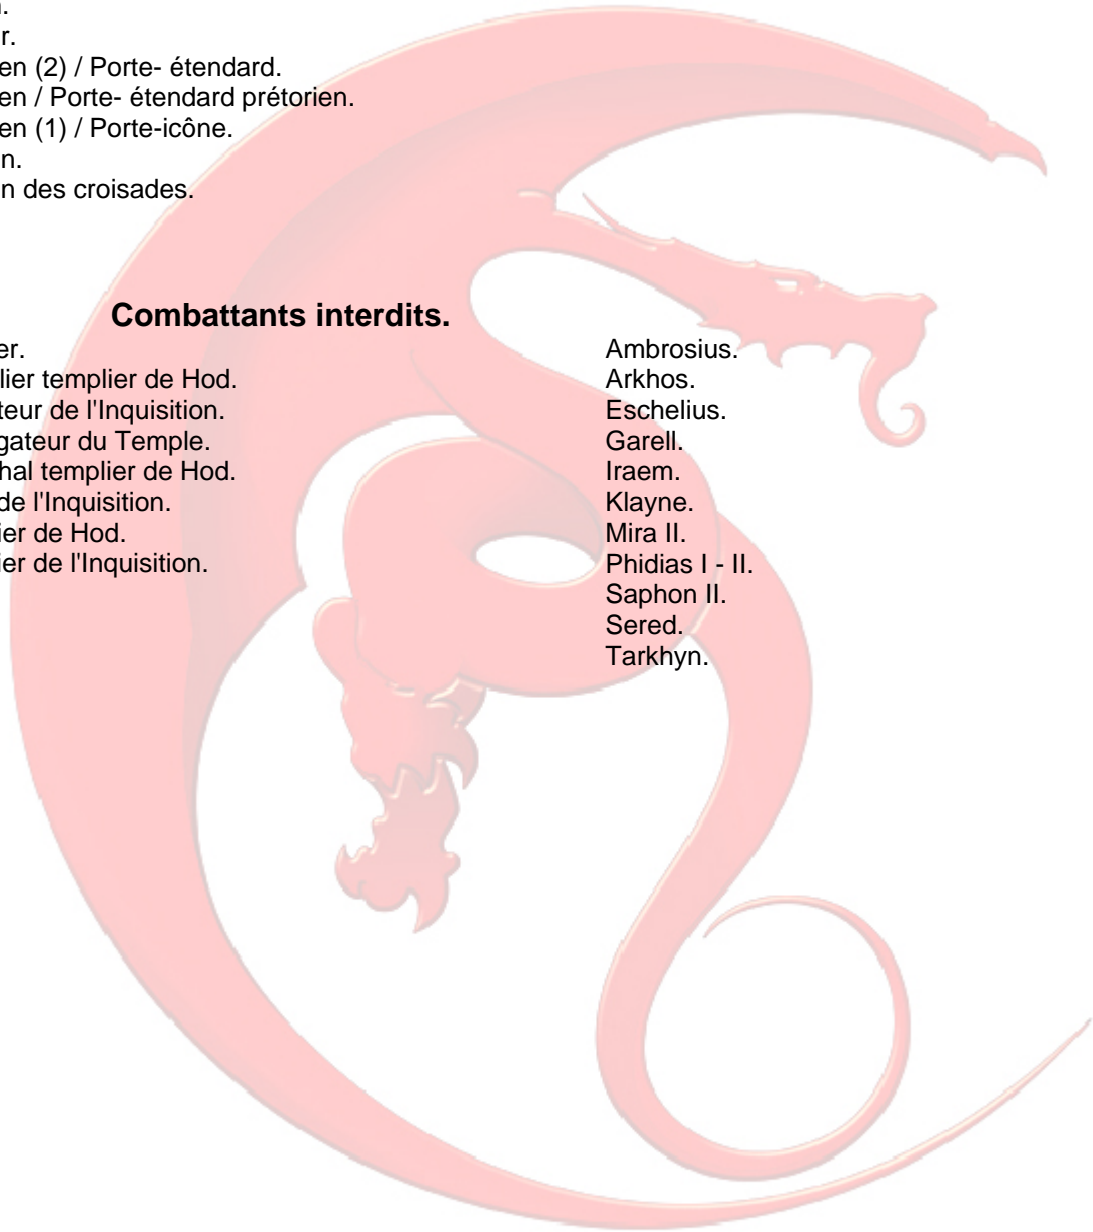 r.
en (2) / Porte- étendard.
en / Porte- étendard prétorien.
en (1) / Porte-icône.
n.
n des croisades.
Combattants interdits.
er.
lier templier de Hod.
teur de l'Inquisition.
gateur du Temple.
hal templier de Hod.
de l'Inquisition.
ier de Hod.
ier de l'Inquisition.
Ambrosius.
Arkhos.
Eschelius.
Garell.
Iraem.
Klayne.
Mira II.
Phidias I - II.
Saphon II.
Sered.
Tarkhyn.